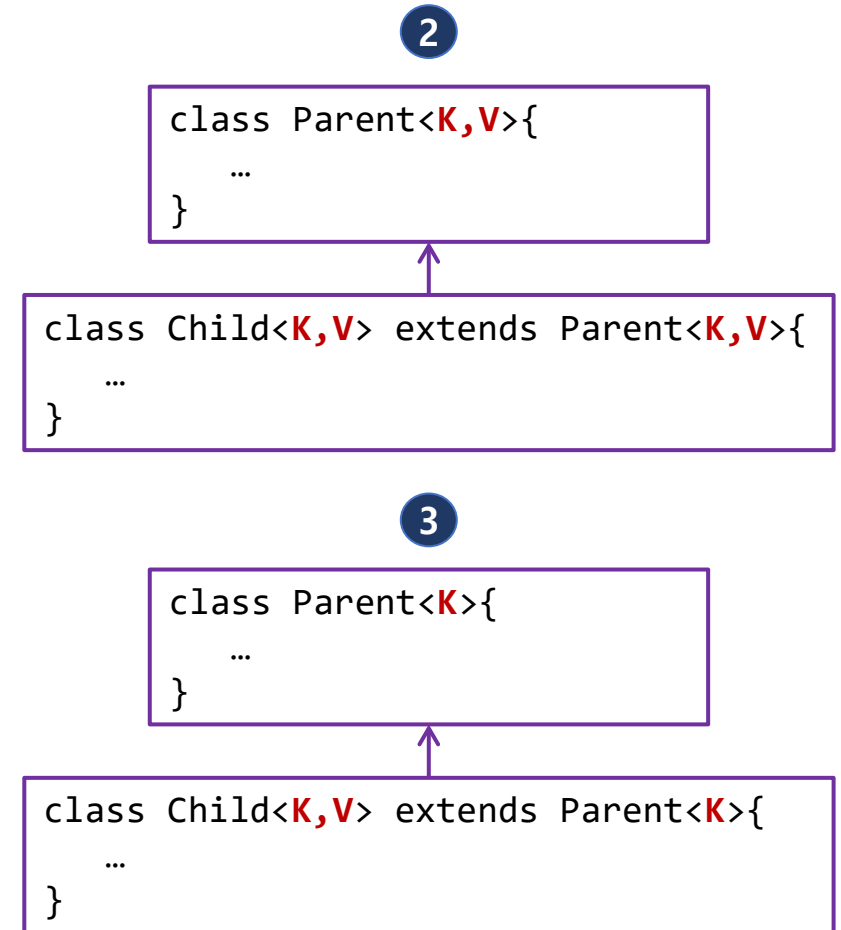 2
class Parent<K,V>{
…
}
class Child<K,V> extends Parent<K,V>{
…
}
3
class Parent<K>{
…
}
class Child<K,V> extends Parent<K>{
…
}